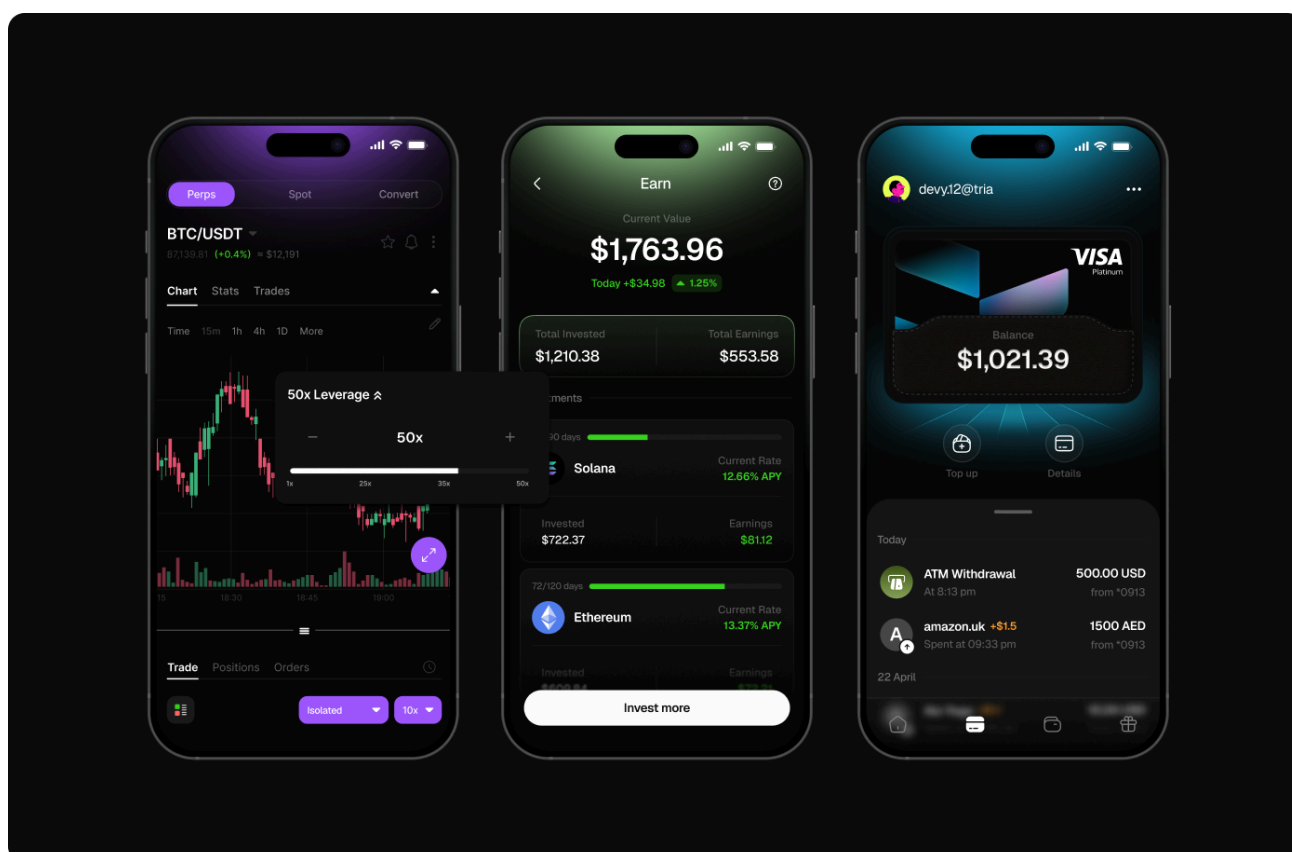 Perps Spot Convert
BTC/USDT
87,139.81 (+0.4%) ≈ $12,191
Chart Stats Trades
Time 15m 1h 4h 1D More
50x Leverage
− 50x +
1x 25x 35x 50x
15 18:30 18:45 19:00
Trade Positions Orders
Isolated 10x
Earn
Current Value
$1,763.96
Today +$34.98 1.25%
Total Invested Total Earnings
$1,210.38 $553.58
90 days
Solana
Current Rate
12.66% APY
Invested Earnings
$722.37 $81.12
72/120 days
Ethereum
Current Rate
13.37% APY
Invested Earnings
Invest more
devy.12@tria
VISA
Platinum
Balance
$1,021.39
Top up Details
Today
ATM Withdrawal 500.00 USD
At 8:13 pm from *0913
A
amazon.uk +$1.5 1500 AED
Spent at 09:33 pm from *0913
22 April